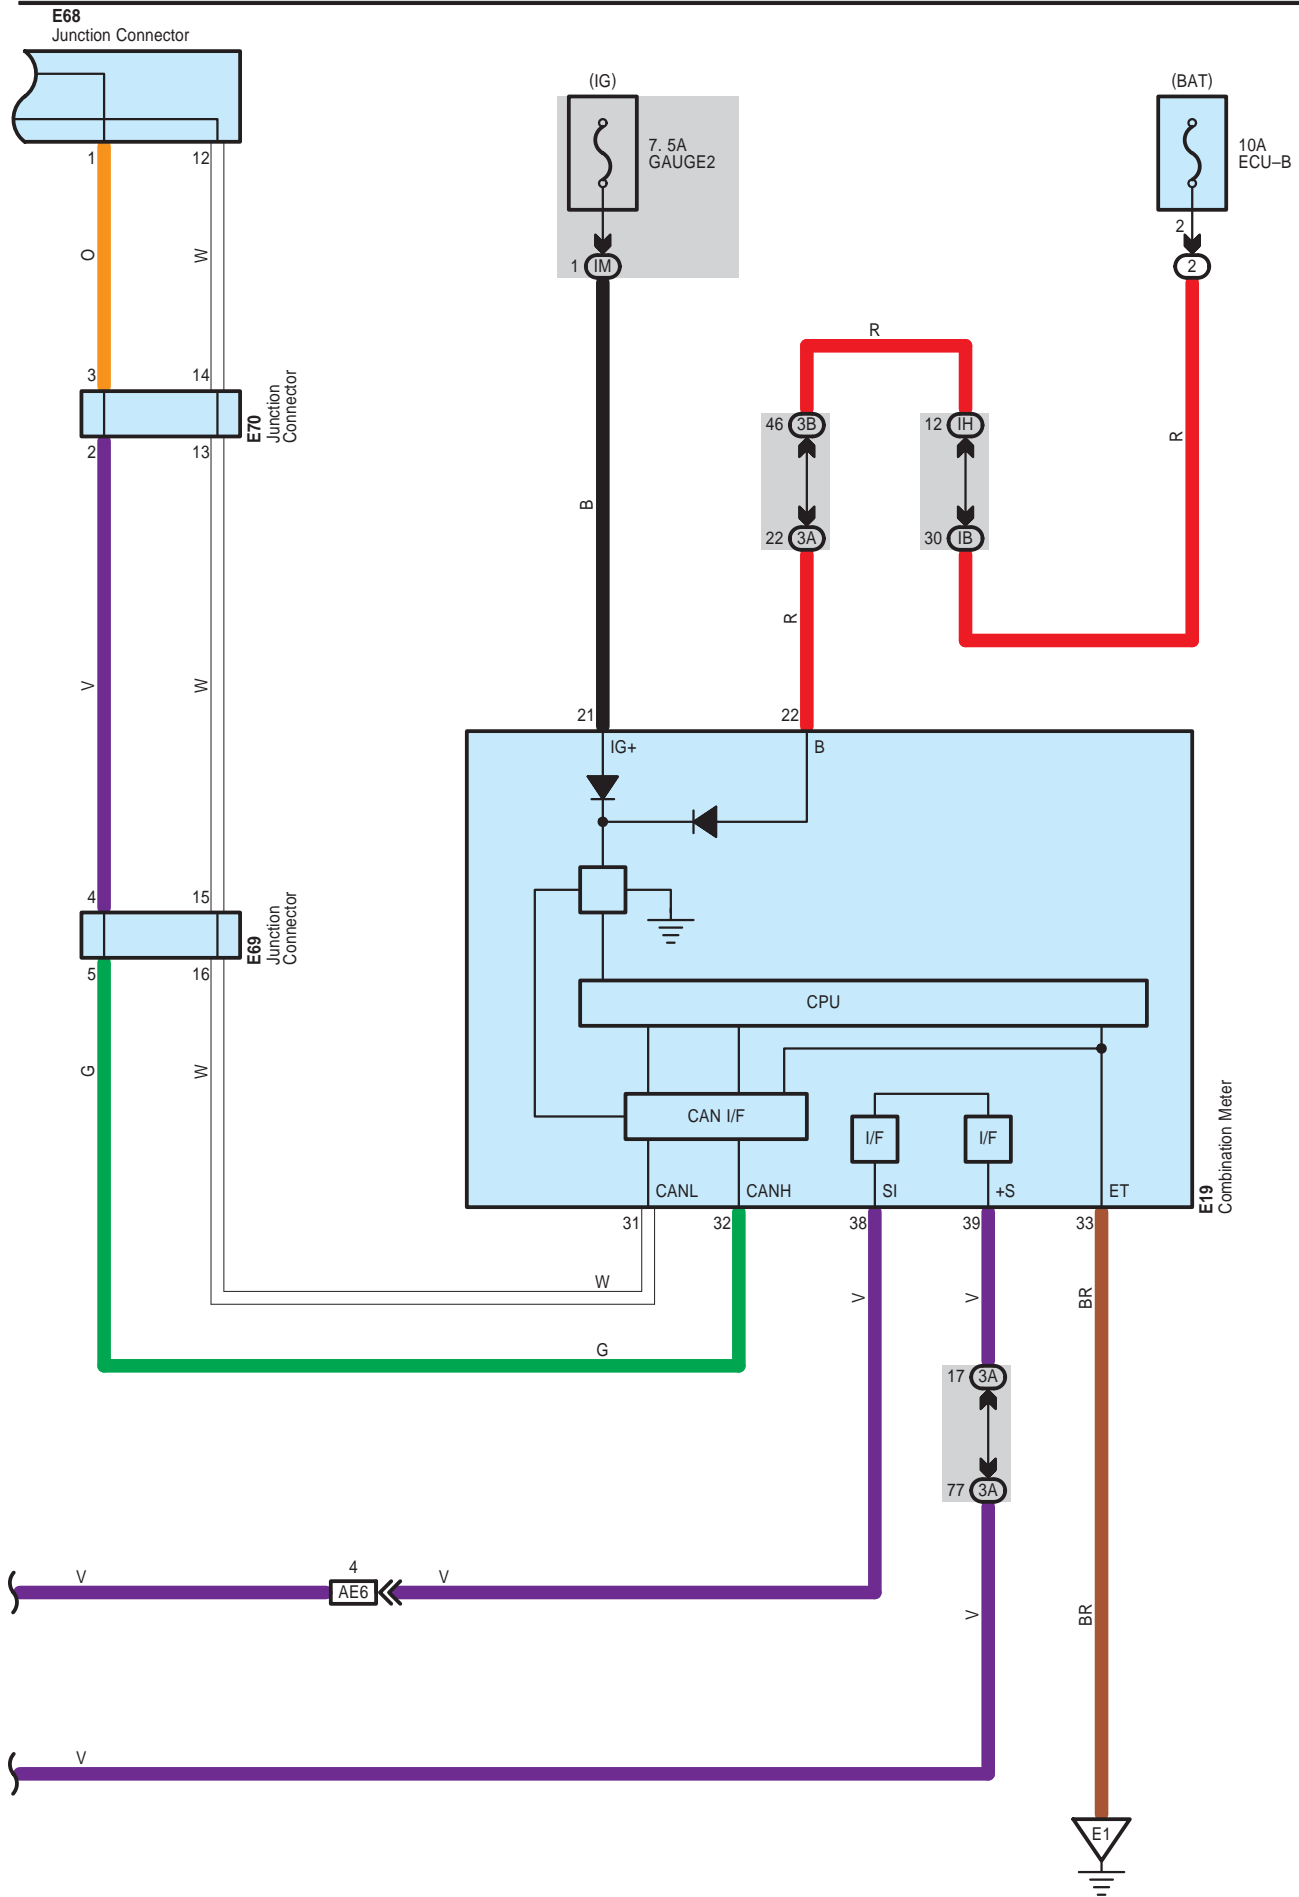 E68
Junction Connector
(IG)
(BAT)
7. 5A
GAUGE2
10A
ECU–B
1
12
2
O
W
1
IM
2
R
3
14
E70
Junction
Connector
46
3B
12
IH
R
2
13
B
22
3A
30
IB
R
V
W
21
22
IG+
B
4
15
E69
Junction
Connector
5
16
CPU
G
W
CAN I/F
I/F
I/F
E19
Combination Meter
CANL
CANH
SI
+S
ET
31
32
38
39
33
W
V
V
BR
G
17
3A
77
3A
4
V
AE6
V
V
BR
V
E1